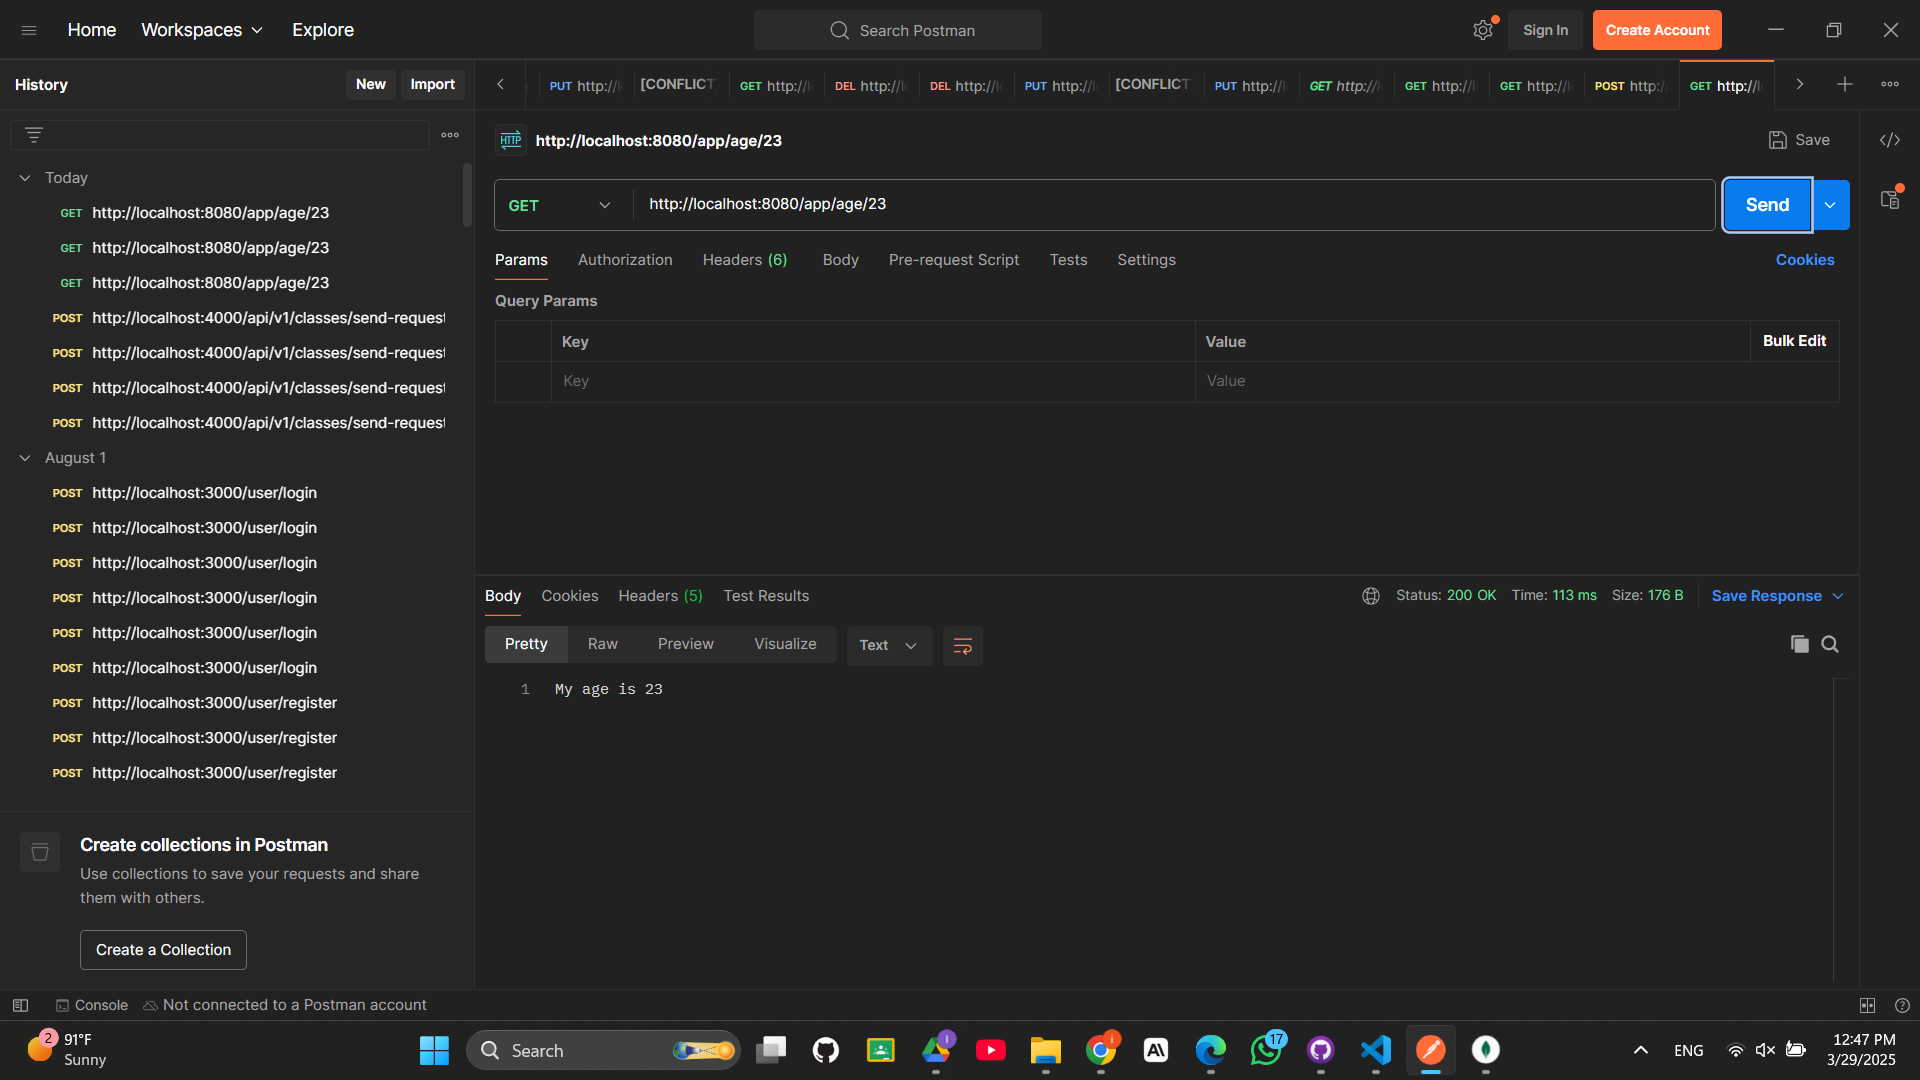 Home Workspaces Explore Search Postman Sign In Create Account
History New Import
PUT http://l [CONFLICT] GET http://l DEL http://l DEL http://l PUT http://l [CONFLICT] PUT http://l GET http://l GET http://l GET http://l POST http:/ GET http://l
HTTP http://localhost:8080/app/age/23 Save
GET http://localhost:8080/app/age/23 Send
Params Authorization Headers (6) Body Pre-request Script Tests Settings Cookies
Query Params
Key Value Bulk Edit
Key Value
Today
GET http://localhost:8080/app/age/23
GET http://localhost:8080/app/age/23
GET http://localhost:8080/app/age/23
POST http://localhost:4000/api/v1/classes/send-request
POST http://localhost:4000/api/v1/classes/send-request
POST http://localhost:4000/api/v1/classes/send-request
POST http://localhost:4000/api/v1/classes/send-request
August 1
POST http://localhost:3000/user/login
POST http://localhost:3000/user/login
POST http://localhost:3000/user/login
POST http://localhost:3000/user/login
POST http://localhost:3000/user/login
POST http://localhost:3000/user/login
POST http://localhost:3000/user/register
POST http://localhost:3000/user/register
POST http://localhost:3000/user/register
Create collections in Postman
Use collections to save your requests and share
them with others.
Create a Collection
Body Cookies Headers (5) Test Results Status: 200 OK Time: 113 ms Size: 176 B Save Response
Pretty Raw Preview Visualize Text
1 My age is 23
Console Not connected to a Postman account
2 91°F
Sunny
Search
17
ENG
12:47 PM
3/29/2025